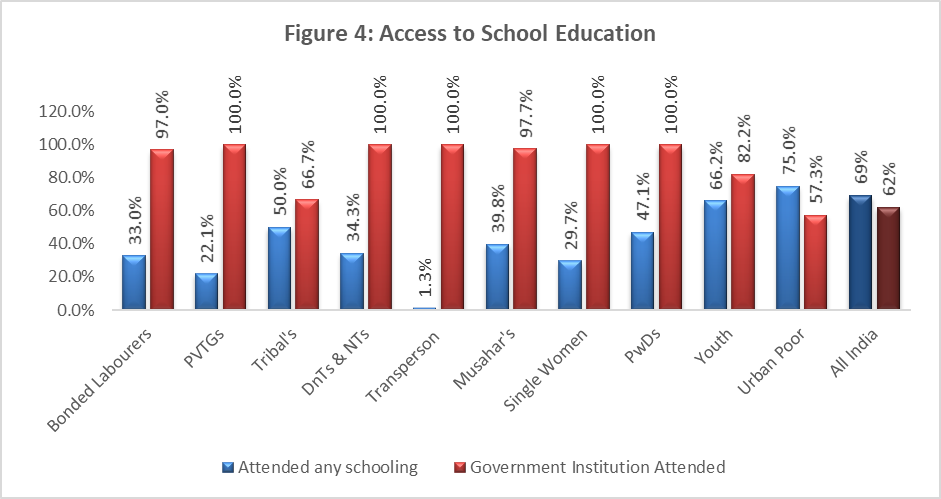 Figure 4: Access to School Education
120.0%
100.0%
80.0%
60.0%
40.0%
20.0%
0.0%
33.0%
97.0%
22.1%
100.0%
50.0%
66.7%
34.3%
100.0%
1.3%
100.0%
39.8%
97.7%
29.7%
100.0%
47.1%
100.0%
66.2%
82.2%
75.0%
57.3%
69%
62%
Bonded Labourers
PVTGs
Tribal's
DnTs & NTs
Transperson
Musahar's
Single Women
PwDs
Youth
Urban Poor
All India
Attended any schooling
Government Institution Attended